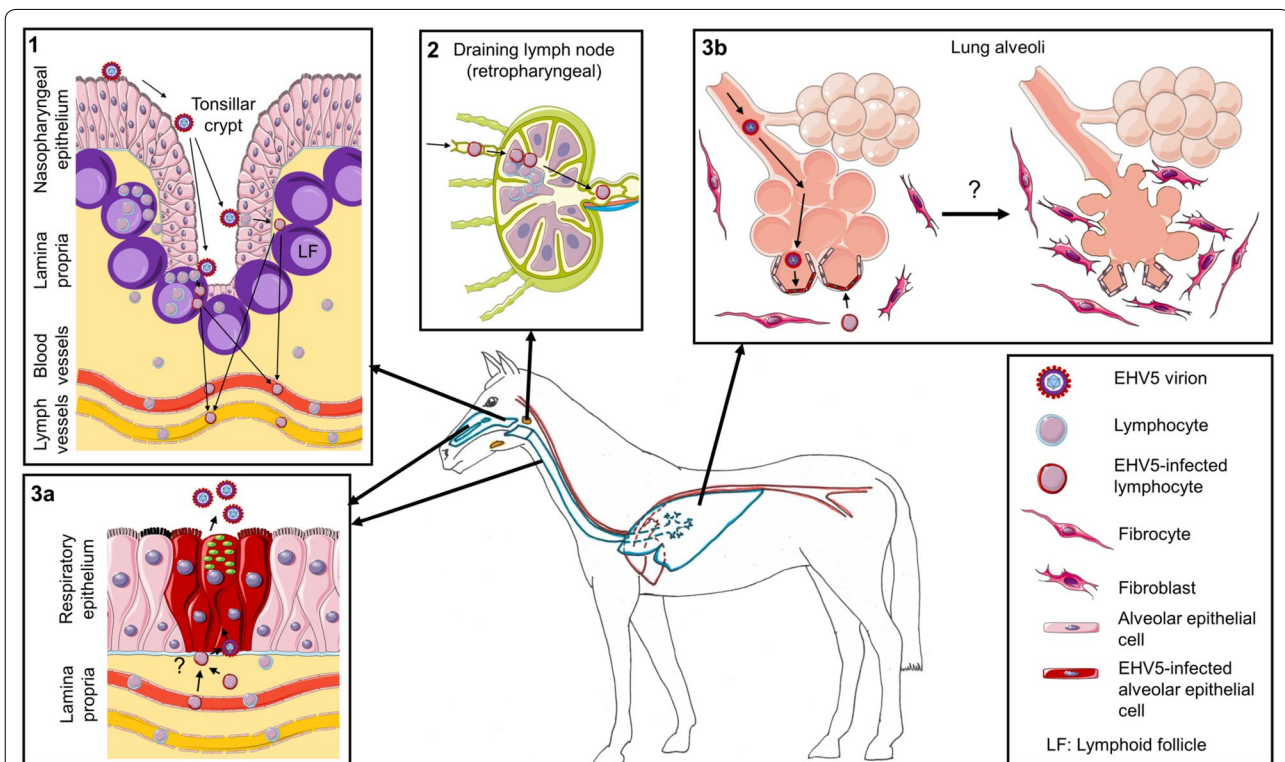 1
Nasopharyngeal
epithelium
Lamina
propria
Blood
vessels
Lymph
vessels
Tonsillar
crypt
LF
2
Draining lymph node
(retropharyngeal)
3b
Lung alveoli
?
3a
Respiratory
epithelium
Lamina
propria
?
EHV5 virion
Lymphocyte
EHV5-infected
lymphocyte
Fibrocyte
Fibroblast
Alveolar epithelial
cell
EHV5-infected
alveolar epithelial
cell
LF: Lymphoid follicle